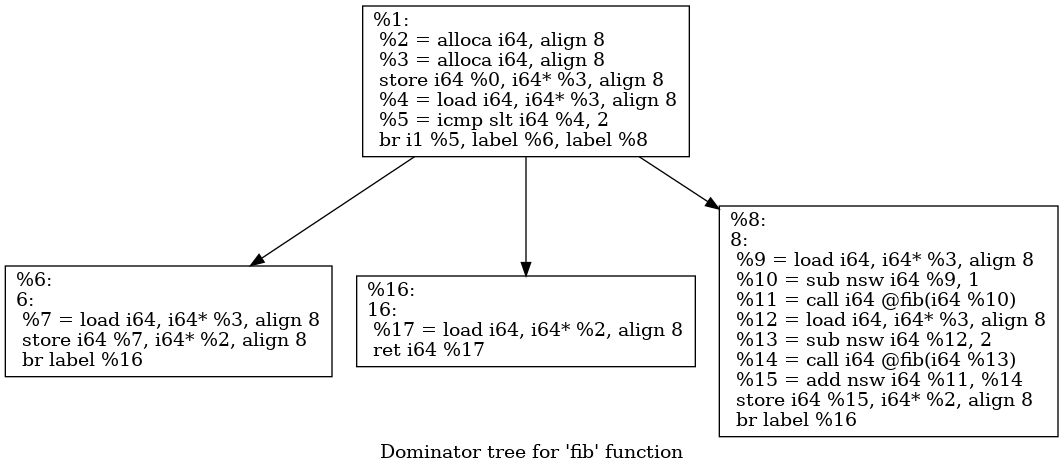 %1:
%2 = alloca i64, align 8
%3 = alloca i64, align 8
store i64 %0, i64* %3, align 8
%4 = load i64, i64* %3, align 8
%5 = icmp slt i64 %4, 2
br i1 %5, label %6, label %8
%6:
6:
%7 = load i64, i64* %3, align 8
store i64 %7, i64* %2, align 8
br label %16
%16:
16:
%17 = load i64, i64* %2, align 8
ret i64 %17
%8:
8:
%9 = load i64, i64* %3, align 8
%10 = sub nsw i64 %9, 1
%11 = call i64 @fib(i64 %10)
%12 = load i64, i64* %3, align 8
%13 = sub nsw i64 %12, 2
%14 = call i64 @fib(i64 %13)
%15 = add nsw i64 %11, %14
store i64 %15, i64* %2, align 8
br label %16
Dominator tree for 'fib' function